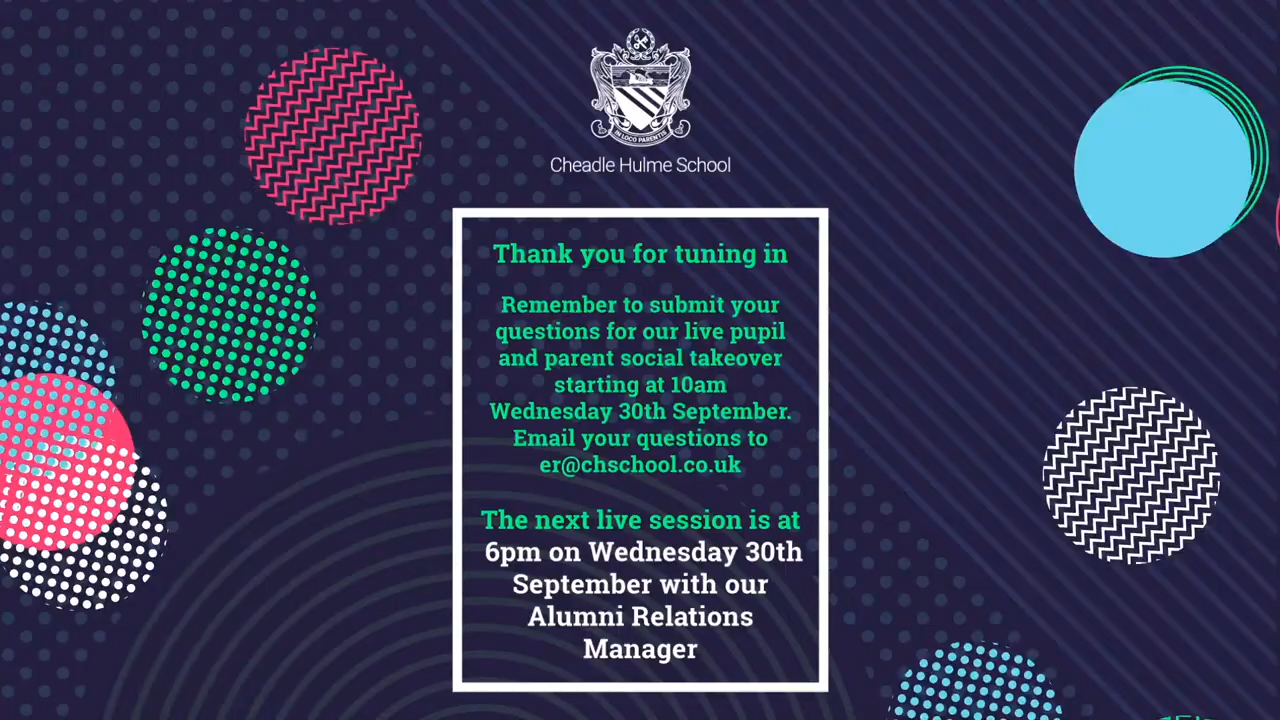 IN LOCO PARENTIS
Cheadle Hulme School
Thank you for tuning in
Remember to submit your
questions for our live pupil
and parent social takeover
starting at 10am
Wednesday 30th September.
Email your questions to
er@chschool.co.uk
The next live session is at
6pm on Wednesday 30th
September with our
Alumni Relations
Manager